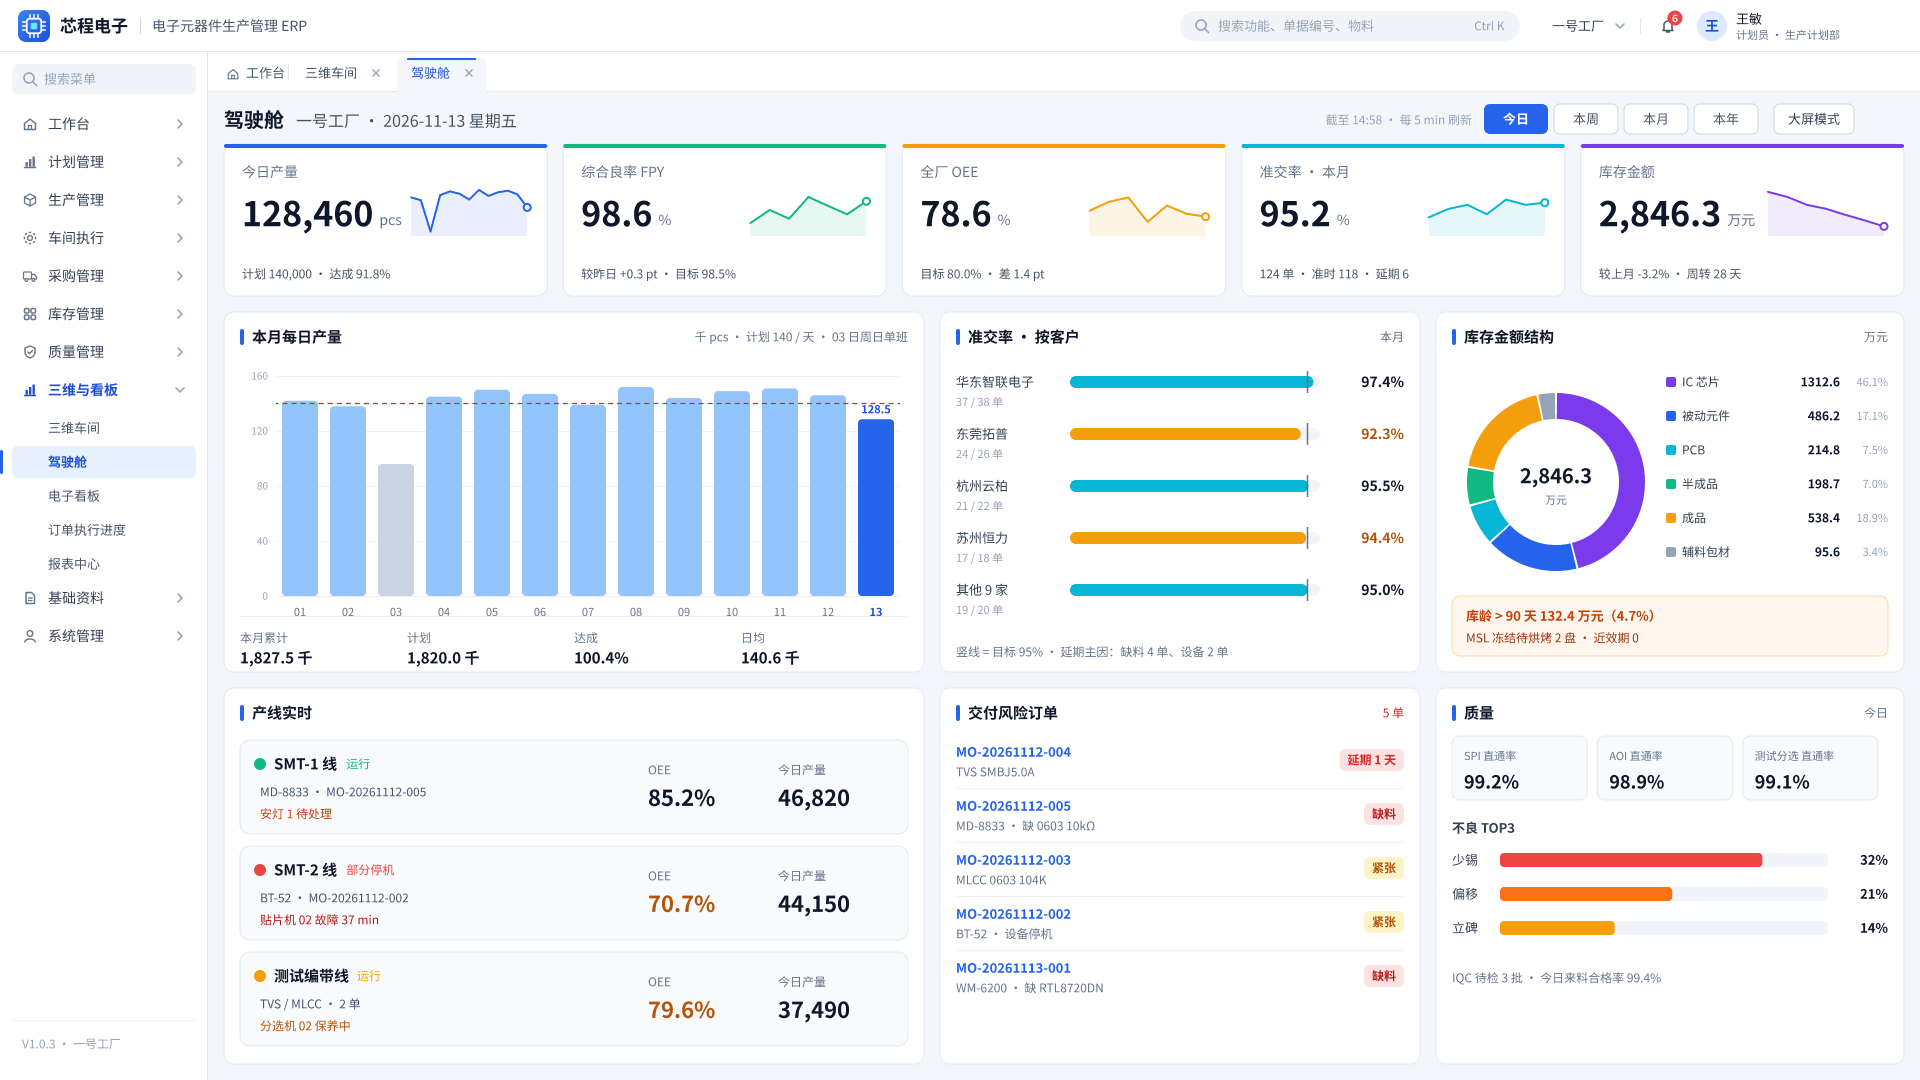 芯程电子
电子元器件生产管理 ERP
搜索功能、单据编号、物料
Ctrl K
一号工厂
6
王
王敏
计划员 · 生产计划部
搜索菜单
工作台
计划管理
生产管理
车间执行
采购管理
库存管理
质量管理
三维与看板
三维车间
驾驶舱
电子看板
订单执行进度
报表中心
基础资料
系统管理
V1.0.3 · 一号工厂
工作台
三维车间
驾驶舱
驾驶舱
一号工厂 · 2026-11-13 星期五
截至 14:58 · 每 5 min 刷新
今日
本周
本月
本年
大屏模式
今日产量
128,460 pcs
计划 140,000 · 达成 91.8%
综合良率 FPY
98.6 %
较昨日 +0.3 pt · 目标 98.5%
全厂 OEE
78.6 %
目标 80.0% · 差 1.4 pt
准交率 · 本月
95.2 %
124 单 · 准时 118 · 延期 6
库存金额
2,846.3 万元
较上月 -3.2% · 周转 28 天
本月每日产量
千 pcs · 计划 140 / 天 · 03 日周日单班
160
120
80
40
0
128.5
01 02 03 04 05 06 07 08 09 10 11 12 13
本月累计
1,827.5 千
计划
1,820.0 千
达成
100.4%
日均
140.6 千
准交率 · 按客户
本月
华东智联电子
37 / 38 单
97.4%
东莞拓普
24 / 26 单
92.3%
杭州云柏
21 / 22 单
95.5%
苏州恒力
17 / 18 单
94.4%
其他 9 家
19 / 20 单
95.0%
竖线 = 目标 95% · 延期主因：缺料 4 单、设备 2 单
库存金额结构
万元
2,846.3
万元
IC 芯片 1312.6 46.1%
被动元件 486.2 17.1%
PCB 214.8 7.5%
半成品 198.7 7.0%
成品 538.4 18.9%
辅料包材 95.6 3.4%
库龄 > 90 天 132.4 万元（4.7%）
MSL 冻结待烘烤 2 盘 · 近效期 0
产线实时
SMT-1 线 运行
MD-8833 · MO-20261112-005
安灯 1 待处理
OEE
85.2%
今日产量
46,820
SMT-2 线 部分停机
BT-52 · MO-20261112-002
贴片机 02 故障 37 min
OEE
70.7%
今日产量
44,150
测试编带线 运行
TVS / MLCC · 2 单
分选机 02 保养中
OEE
79.6%
今日产量
37,490
交付风险订单
5 单
MO-20261112-004
TVS SMBJ5.0A
延期 1 天
MO-20261112-005
MD-8833 · 缺 0603 10kΩ
缺料
MO-20261112-003
MLCC 0603 104K
紧张
MO-20261112-002
BT-52 · 设备停机
紧张
MO-20261113-001
WM-6200 · 缺 RTL8720DN
缺料
质量
今日
SPI 直通率
99.2%
AOI 直通率
98.9%
测试分选 直通率
99.1%
不良 TOP3
少锡 32%
偏移 21%
立碑 14%
IQC 待检 3 批 · 今日来料合格率 99.4%